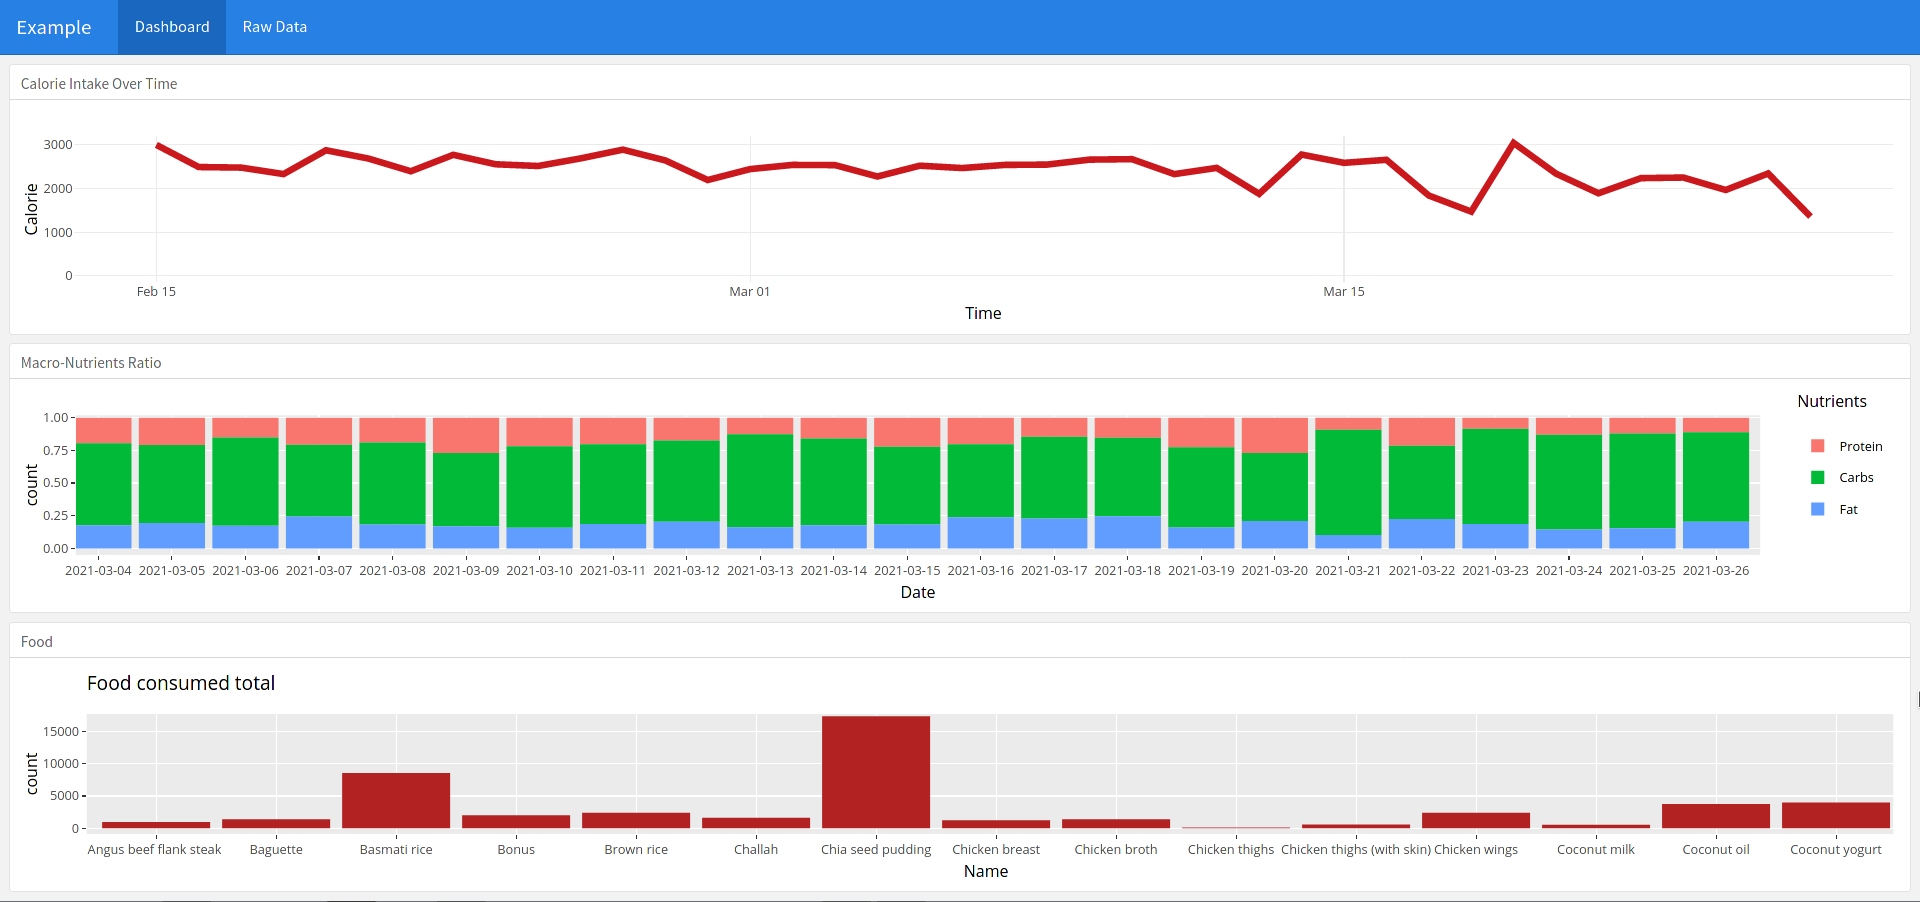 Example Dashboard Raw Data
Calorie Intake Over Time
3000
2000
1000
0
Calorie
Feb 15 Mar 01 Mar 15
Time
Macro-Nutrients Ratio
1.00
0.75
0.50
0.25
0.00
count
2021-03-04 2021-03-05 2021-03-06 2021-03-07 2021-03-08 2021-03-09 2021-03-10 2021-03-11 2021-03-12 2021-03-13 2021-03-14 2021-03-15 2021-03-16 2021-03-17 2021-03-18 2021-03-19 2021-03-20 2021-03-21 2021-03-22 2021-03-23 2021-03-24 2021-03-25 2021-03-26
Date
Nutrients
Protein
Carbs
Fat
Food
Food consumed total
15000
10000
5000
0
count
Angus beef flank steak Baguette Basmati rice Bonus Brown rice Challah Chia seed pudding Chicken breast Chicken broth Chicken thighs Chicken thighs (with skin) Chicken wings Coconut milk Coconut oil Coconut yogurt
Name